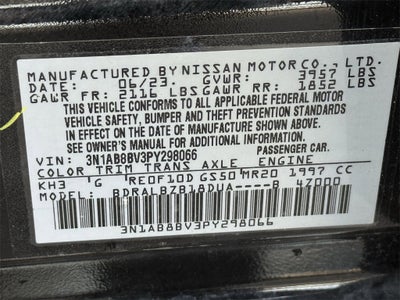 MANUFACTURED BY NISSAN MOTOR CO., LTD.
DATE: 06/23. GVWR: 3957 LBS
GAWR FR: 2116 LBS GAWR RR: 1852 LBS
THIS VEHICLE CONFORMS TO ALL APPLICABLE FEDERAL MOTOR
VEHICLE SAFETY, BUMPER AND THEFT PREVENTION STANDARDS
IN EFFECT ON THE DATE OF MANUFACTURE SHOWN ABOVE.
SEE OWNER'S MANUAL FOR ADDITIONAL INFORMATION.
VIN: 3N1AB8BV3PY298066 PASSENGER CAR.
COLOR TRIM TRANS AXLE ENGINE
KH3 G RE0F10D GS50 MR20 1997 CC
MODEL: BDRALBZB18DUA----B 4Z000
3N1AB8BV3PY298066